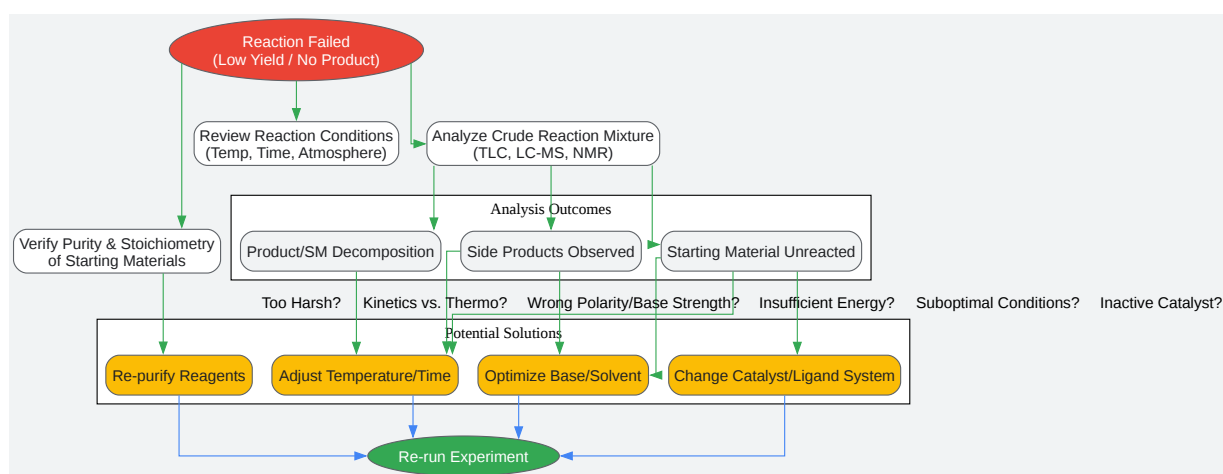 Reaction Failed
(Low Yield / No Product)
Review Reaction Conditions
(Temp, Time, Atmosphere)
Analyze Crude Reaction Mixture
(TLC, LC-MS, NMR)
Analysis Outcomes
Verify Purity & Stoichiometry
of Starting Materials
Product/SM Decomposition
Side Products Observed
Starting Material Unreacted
Too Harsh?
Kinetics vs. Thermo?
Wrong Polarity/Base Strength?
Insufficient Energy?
Suboptimal Conditions?
Inactive Catalyst?
Potential Solutions
Re-purify Reagents
Adjust Temperature/Time
Optimize Base/Solvent
Change Catalyst/Ligand System
Re-run Experiment